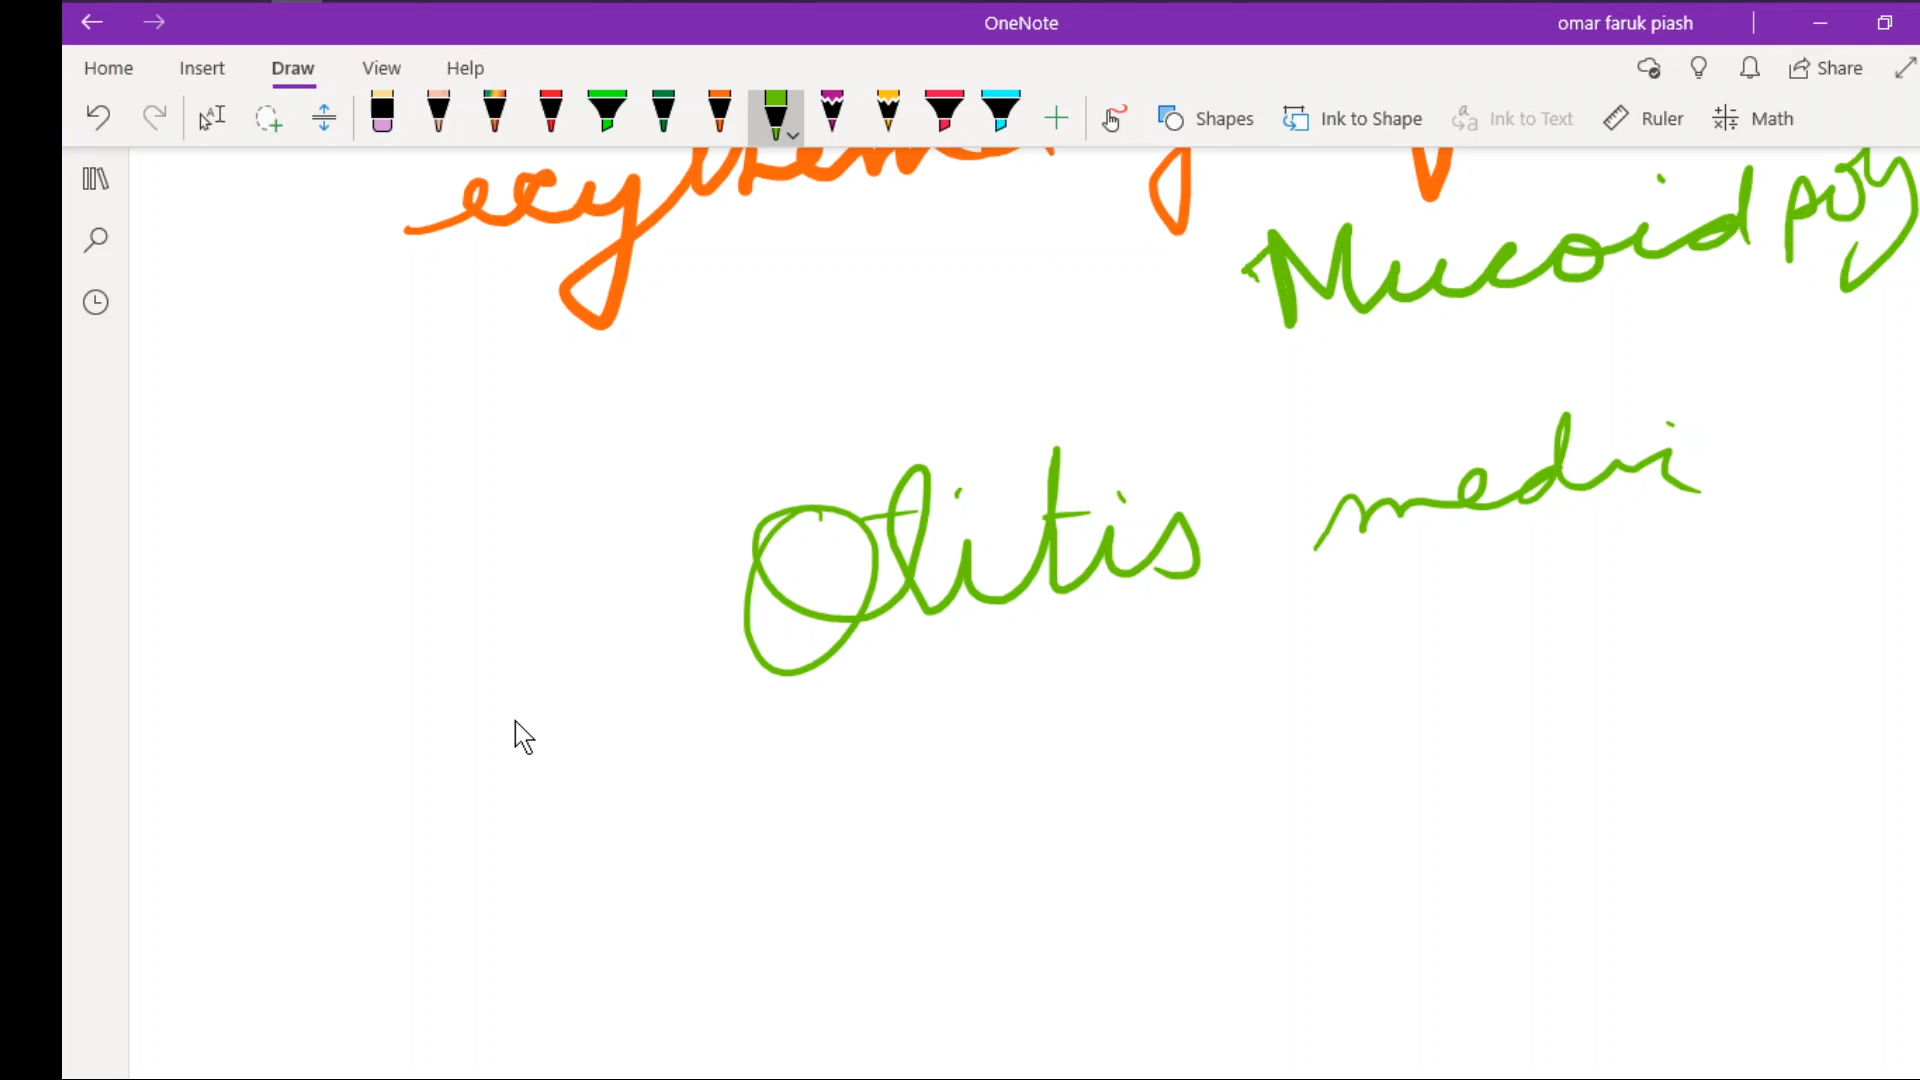 OneNote
omar faruk piash
Home Insert Draw View Help
Share
Shapes Ink to Shape Ink to Text Ruler Math
Mucoid poly
Otitis medi